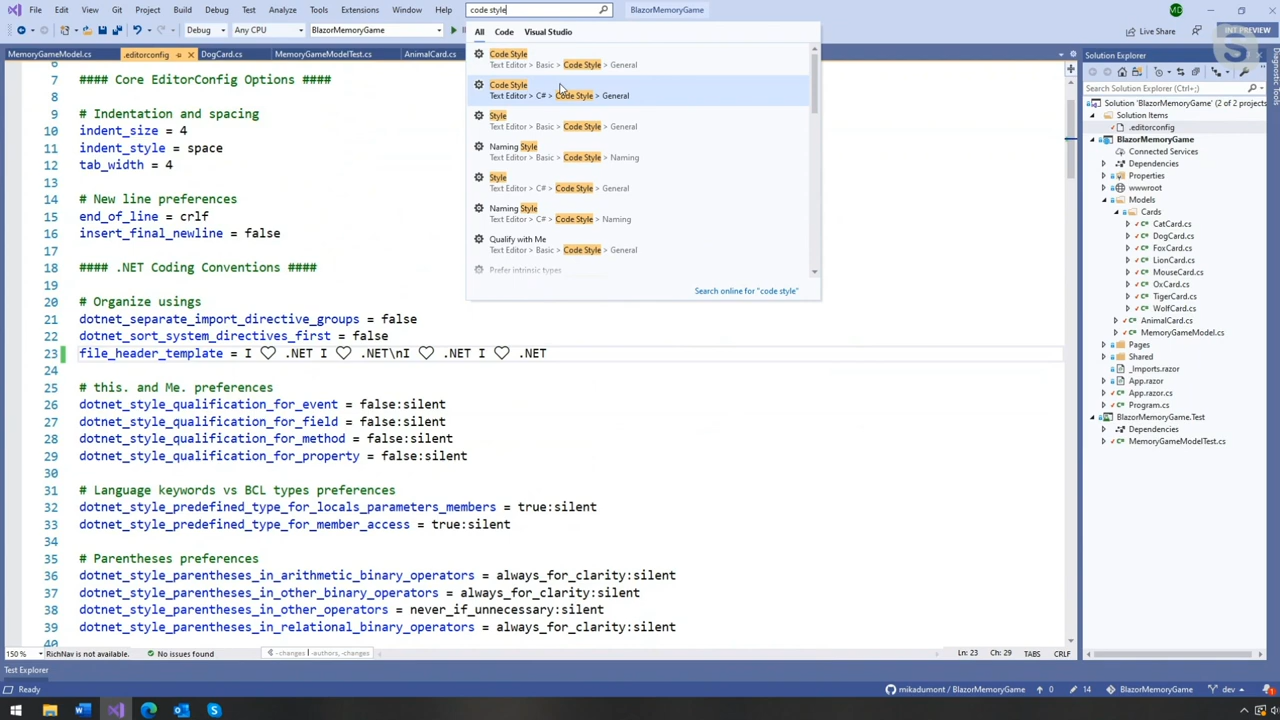 File Edit View Git Project Build Debug Test Analyze Tools Extensions Window Help code style BlazorMemoryGame MD
Debug Any CPU BlazorMemoryGame Live Share INT PREVIEW
All Code Visual Studio
Code Style
Text Editor > Basic > Code Style > General
Code Style
Text Editor > C# > Code Style > General
Style
Text Editor > Basic > Code Style > General
Naming Style
Text Editor > Basic > Code Style > Naming
Style
Text Editor > C# > Code Style > General
Naming Style
Text Editor > C# > Code Style > Naming
Qualify with Me
Text Editor > Basic > Code Style > General
Prefer intrinsic types
Search online for "code style"
MemoryGameModel.cs .editorconfig DogCard.cs MemoryGameModelTest.cs AnimalCard.cs
6
7 #### Core EditorConfig Options ####
8
9 # Indentation and spacing
10 indent_size = 4
11 indent_style = space
12 tab_width = 4
13
14 # New line preferences
15 end_of_line = crlf
16 insert_final_newline = false
17
18 #### .NET Coding Conventions ####
19
20 # Organize usings
21 dotnet_separate_import_directive_groups = false
22 dotnet_sort_system_directives_first = false
23 file_header_template = I ♡ .NET I ♡ .NET\nI ♡ .NET I ♡ .NET
24
25 # this. and Me. preferences
26 dotnet_style_qualification_for_event = false:silent
27 dotnet_style_qualification_for_field = false:silent
28 dotnet_style_qualification_for_method = false:silent
29 dotnet_style_qualification_for_property = false:silent
30
31 # Language keywords vs BCL types preferences
32 dotnet_style_predefined_type_for_locals_parameters_members = true:silent
33 dotnet_style_predefined_type_for_member_access = true:silent
34
35 # Parentheses preferences
36 dotnet_style_parentheses_in_arithmetic_binary_operators = always_for_clarity:silent
37 dotnet_style_parentheses_in_other_binary_operators = always_for_clarity:silent
38 dotnet_style_parentheses_in_other_operators = never_if_unnecessary:silent
39 dotnet_style_parentheses_in_relational_binary_operators = always_for_clarity:silent
40
150 % RichNav is not available. No issues found - changes | -authors, -changes Ln: 23 Ch: 29 TABS CRLF
Solution Explorer
Search Solution Explorer (Ctrl+;)
Solution 'BlazorMemoryGame' (2 of 2 projects)
Solution Items
.editorconfig
BlazorMemoryGame
Connected Services
Dependencies
Properties
wwwroot
Models
Cards
CatCard.cs
DogCard.cs
FoxCard.cs
LionCard.cs
MouseCard.cs
OxCard.cs
TigerCard.cs
WolfCard.cs
AnimalCard.cs
MemoryGameModel.cs
Pages
Shared
_Imports.razor
App.razor
App.razor.cs
Program.cs
BlazorMemoryGame.Test
Dependencies
MemoryGameModelTest.cs
Diagnostic Tools
Test Explorer
Ready mikadumont / BlazorMemoryGame 0 14 BlazorMemoryGame dev